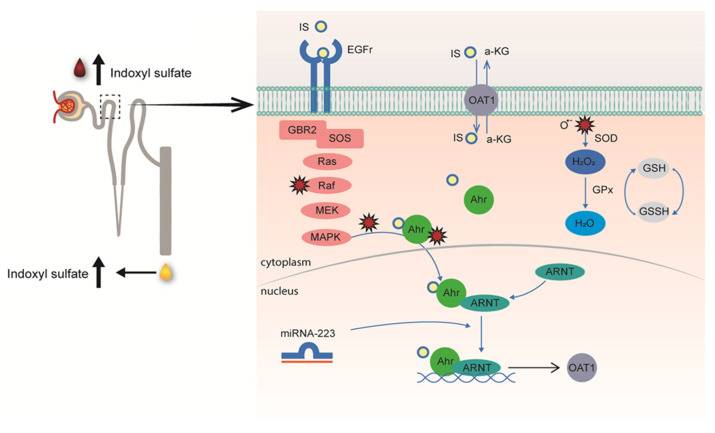 IS
EGFr
IS
a-KG
Indoxyl sulfate
OAT1
GBR2
SOS
IS
a-KG
O•-
SOD
Ras
H₂O₂
GSH
Raf
GPx
Ahr
MEK
GSSH
Ahr
H₂O
MAPK
cytoplasm
Indoxyl sulfate
nucleus
Ahr
ARNT
ARNT
miRNA-223
Ahr
ARNT
OAT1